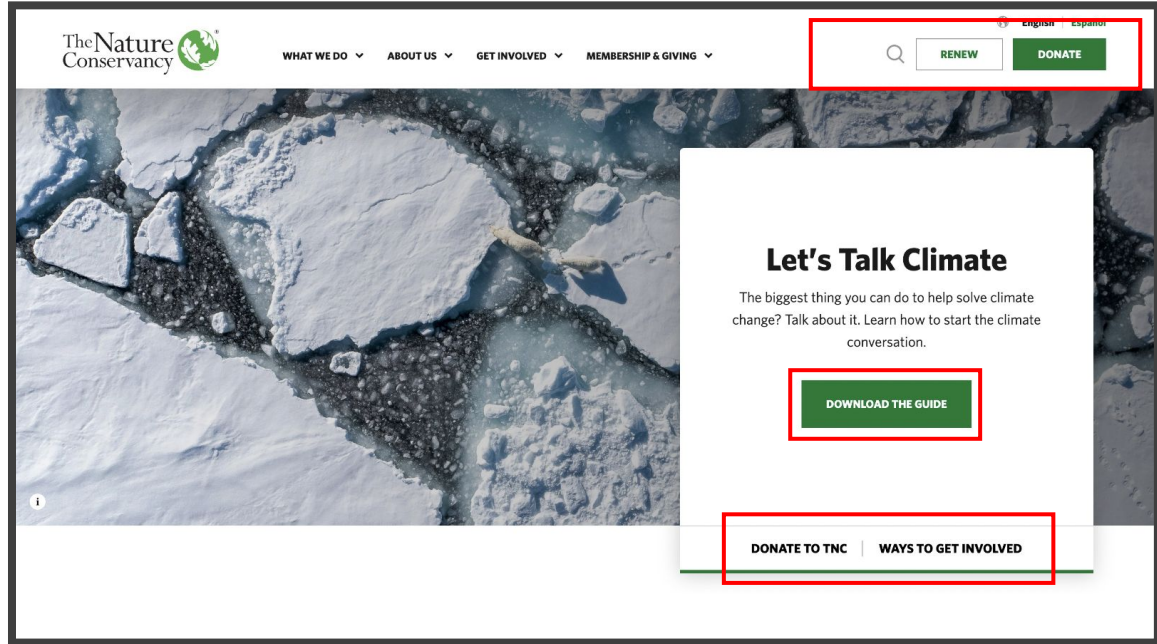 English Español
The Nature
Conservancy
WHAT WE DO ABOUT US GET INVOLVED MEMBERSHIP & GIVING RENEW DONATE
Let's Talk Climate
The biggest thing you can do to help solve climate
change? Talk about it. Learn how to start the climate
conversation.
DOWNLOAD THE GUIDE
i
DONATE TO TNC WAYS TO GET INVOLVED